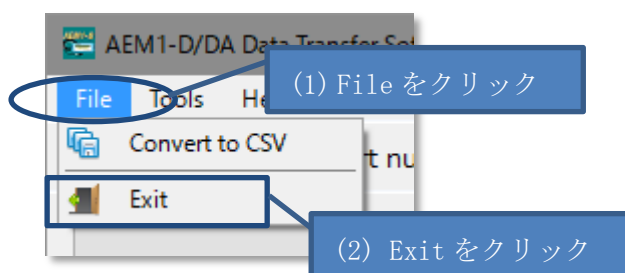 AEM1-D/DA Data Transfer Sof
(1) File をクリック
File Tools He
Convert to CSV
t nu
Exit
(2) Exit をクリック